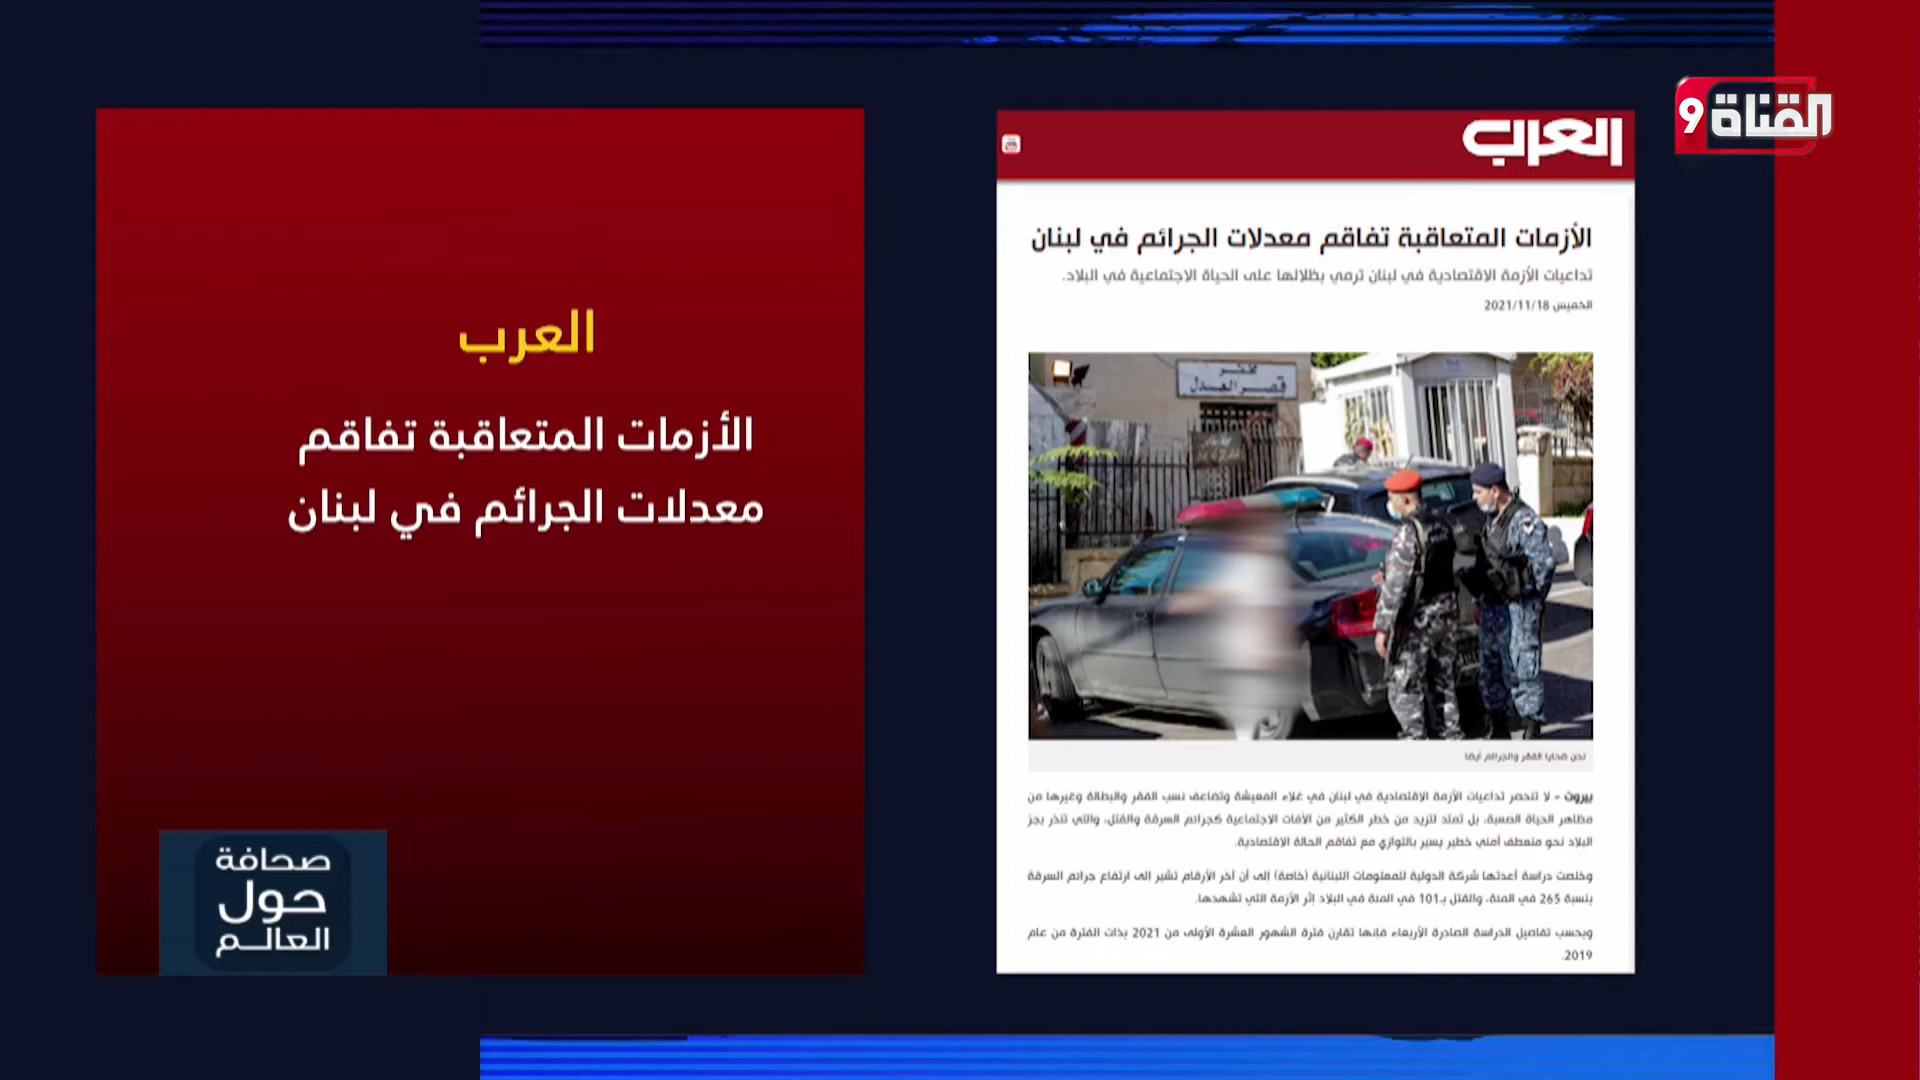 القناة 9
العرب
الأزمات المتعاقبة تفاقم
معدلات الجرائم في لبنان
صحافة
حول
العالم
العرب
الأزمات المتعاقبة تفاقم معدلات الجرائم في لبنان
تداعيات الأزمة الاقتصادية في لبنان ترمي بظلالها على الحياة الاجتماعية في البلاد.
الخميس 2021/11/18
مخفر
قصر العدل
نحن ضحايا الفقر والجرائم أيضا
بيروت - لا تنحصر تداعيات الأزمة الاقتصادية في لبنان في غلاء المعيشة وتضاعف نسب الفقر والبطالة وغيرها من
مظاهر الحياة الصعبة، بل تمتد لتزيد من خطر الكثير من الآفات الاجتماعية كجرائم السرقة والقتل، والتي تنذر بجز
البلاد نحو منعطف أمني خطير يسير بالتوازي مع تفاقم الحالة الاقتصادية.
وخلصت دراسة أعدتها شركة الدولية للمعلومات اللبنانية (خاصة) إلى أن آخر الأرقام تشير إلى ارتفاع جرائم السرقة
بنسبة 265 في المئة، والقتل بـ101 في المئة في البلاد إثر الأزمة التي تشهدها.
وبحسب تفاصيل الدراسة الصادرة الأربعاء فإنها تقارن فترة الشهور العشرة الأولى من 2021 بذات الفترة من عام
2019.